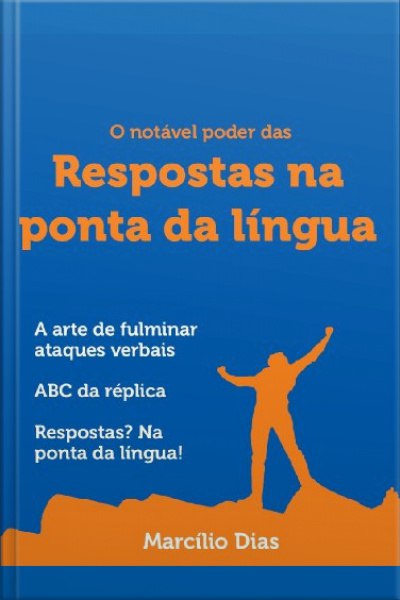 O notável poder das
Respostas na
ponta da língua
A arte de fulminar
ataques verbais
ABC da réplica
Respostas? Na
ponta da língua!
Marcílio Dias